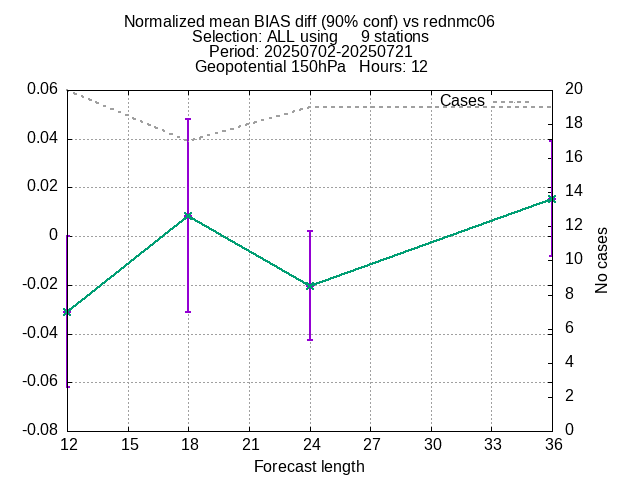 Normalized mean BIAS diff (90% conf) vs rednmc06
Selection: ALL using     9 stations
Period: 20250702-20250721
Geopotential 150hPa   Hours: 12
Cases
0.06
0.04
0.02
0
-0.02
-0.04
-0.06
-0.08
20
18
16
14
12
10
8
6
4
2
0
No cases
12 15 18 21 24 27 30 33 36
Forecast length